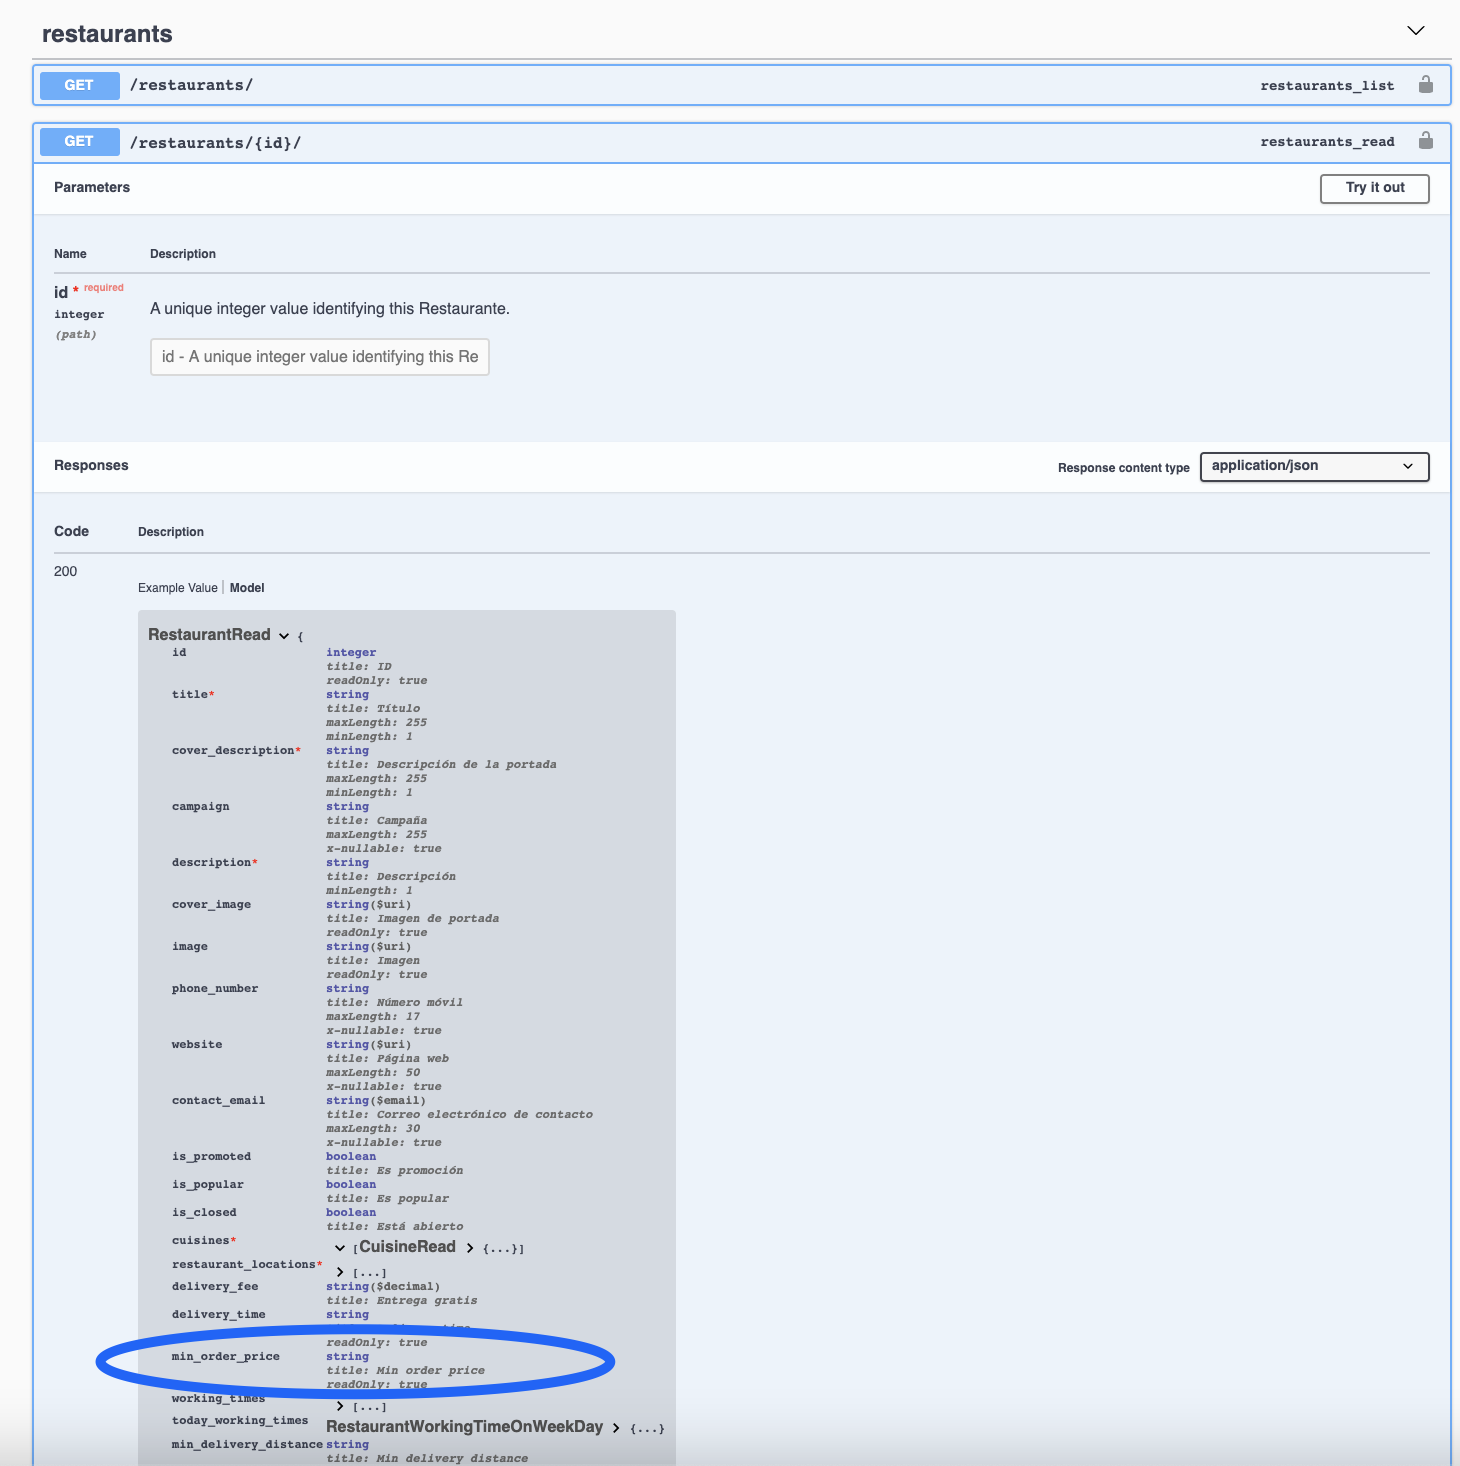 restaurants
GET /restaurants/ restaurants_list
GET /restaurants/{id}/ restaurants_read
Parameters Try it out
Name Description
id * required
integer
(path)
A unique integer value identifying this Restaurante.
id - A unique integer value identifying this Re
Responses Response content type application/json
Code Description
200
Example Value Model
RestaurantRead {
id integer
title: ID
readOnly: true
title* string
title: Título
maxLength: 255
minLength: 1
cover_description* string
title: Descripción de la portada
maxLength: 255
minLength: 1
campaign string
title: Campaña
maxLength: 255
x-nullable: true
description* string
title: Descripción
minLength: 1
cover_image string($uri)
title: Imagen de portada
readOnly: true
image string($uri)
title: Imagen
readOnly: true
phone_number string
title: Número móvil
maxLength: 17
x-nullable: true
website string($uri)
title: Página web
maxLength: 50
x-nullable: true
contact_email string($email)
title: Correo electrónico de contacto
maxLength: 30
x-nullable: true
is_promoted boolean
title: Es promoción
is_popular boolean
title: Es popular
is_closed boolean
title: Está abierto
cuisines* [CuisineRead {...}]
restaurant_locations* [...]
delivery_fee string($decimal)
title: Entrega gratis
delivery_time string
readOnly: true
min_order_price string
title: Min order price
readOnly: true
working_times [...]
today_working_times RestaurantWorkingTimeOnWeekDay {...}
min_delivery_distance string
title: Min delivery distance